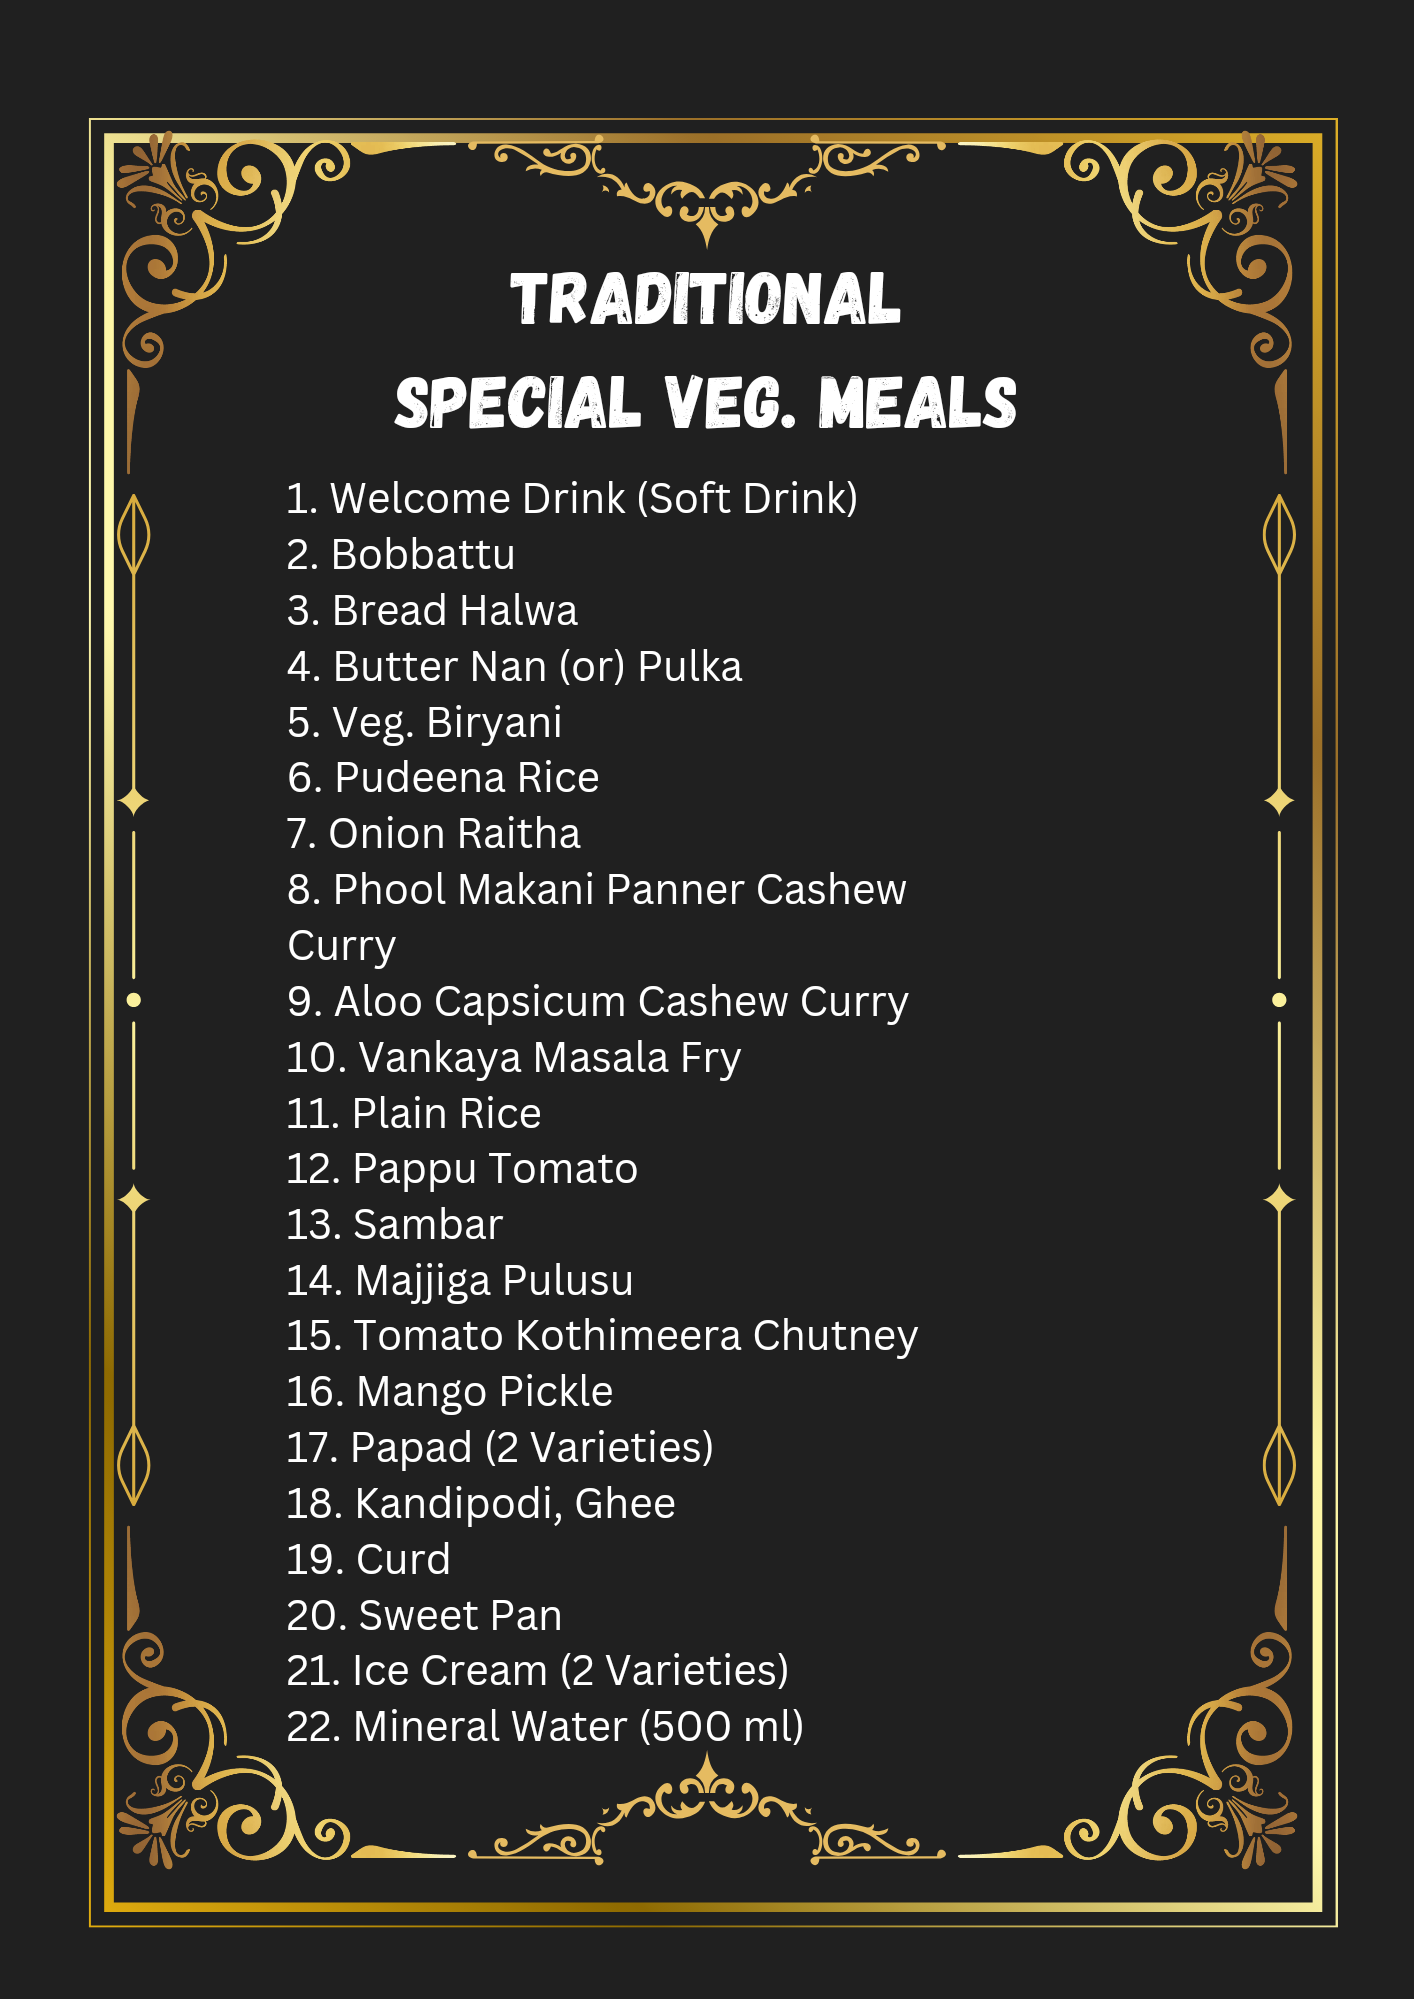 TRADITIONAL
SPECIAL VEG. MEALS
1. Welcome Drink (Soft Drink)
2. Bobbattu
3. Bread Halwa
4. Butter Nan (or) Pulka
5. Veg. Biryani
6. Pudeena Rice
7. Onion Raitha
8. Phool Makani Panner Cashew
Curry
9. Aloo Capsicum Cashew Curry
10. Vankaya Masala Fry
11. Plain Rice
12. Pappu Tomato
13. Sambar
14. Majjiga Pulusu
15. Tomato Kothimeera Chutney
16. Mango Pickle
17. Papad (2 Varieties)
18. Kandipodi, Ghee
19. Curd
20. Sweet Pan
21. Ice Cream (2 Varieties)
22. Mineral Water (500 ml)